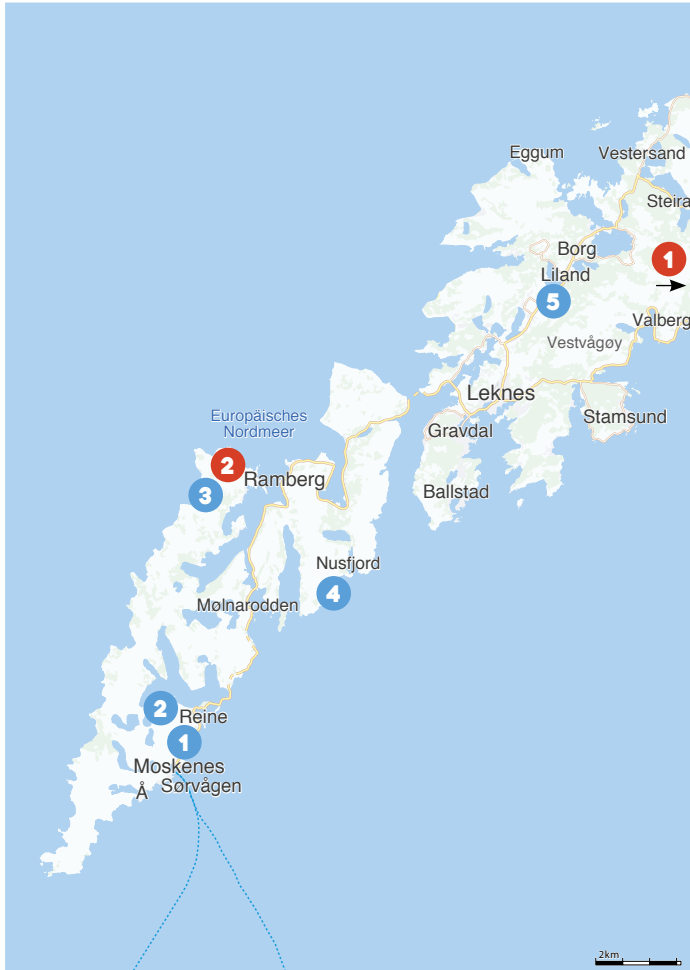 Eggum
Vestersand
Steira
Borg
1
Liland
5
Valberg
Vestvågøy
Leknes
Stamsund
Europäisches
Nordmeer
Gravdal
2
Ramberg
3
Ballstad
Nusfjord
4
Mølnarodden
2
Reine
1
Moskenes
Sørvågen
Å
2km